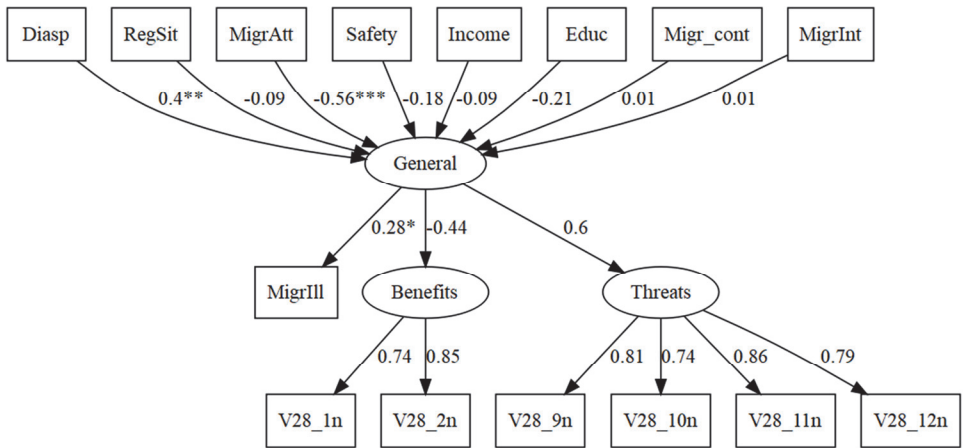 Diasp RegSit MigrAtt Safety Income Educ Migr_cont MigrInt
0.4** -0.09 -0.56*** -0.18 -0.09 -0.21 0.01 0.01
General
0.28* -0.44 0.6
MigrIll Benefits Threats
0.74 0.85 0.81 0.74 0.86 0.79
V28_1n V28_2n V28_9n V28_10n V28_11n V28_12n